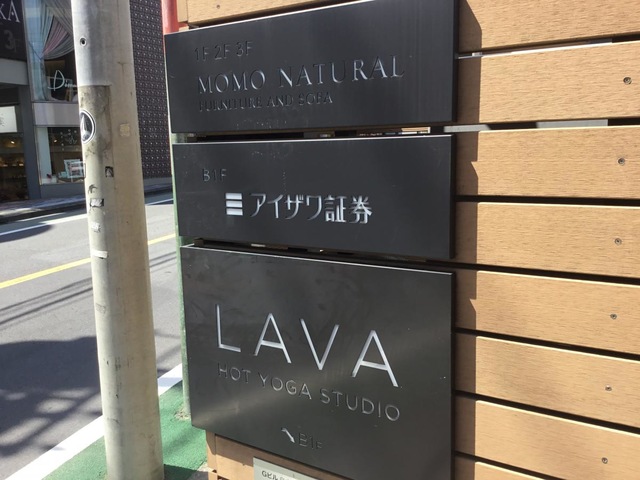 1F 2F 3F
MOMO NATURAL
FURNITURE AND SOFA
B1F
アイザワ証券
LAVA
HOT YOGA STUDIO
B1F